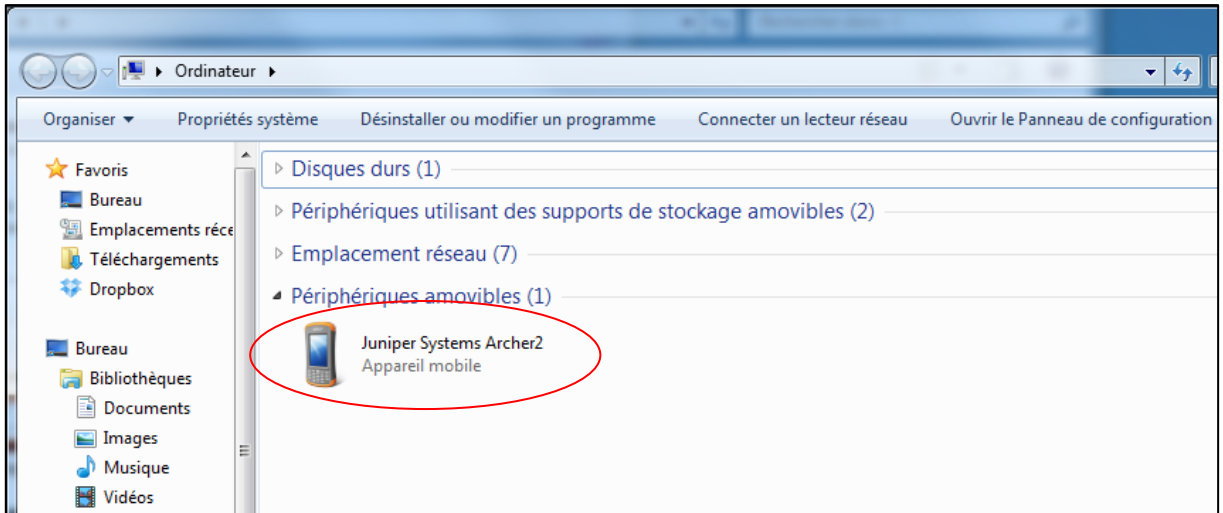 Ordinateur
Organiser Propriétés système Désinstaller ou modifier un programme Connecter un lecteur réseau Ouvrir le Panneau de configuration
Favoris
Bureau
Emplacements réce
Téléchargements
Dropbox
Bureau
Bibliothèques
Documents
Images
Musique
Vidéos
Disques durs (1)
Périphériques utilisant des supports de stockage amovibles (2)
Emplacement réseau (7)
Périphériques amovibles (1)
Juniper Systems Archer2
Appareil mobile